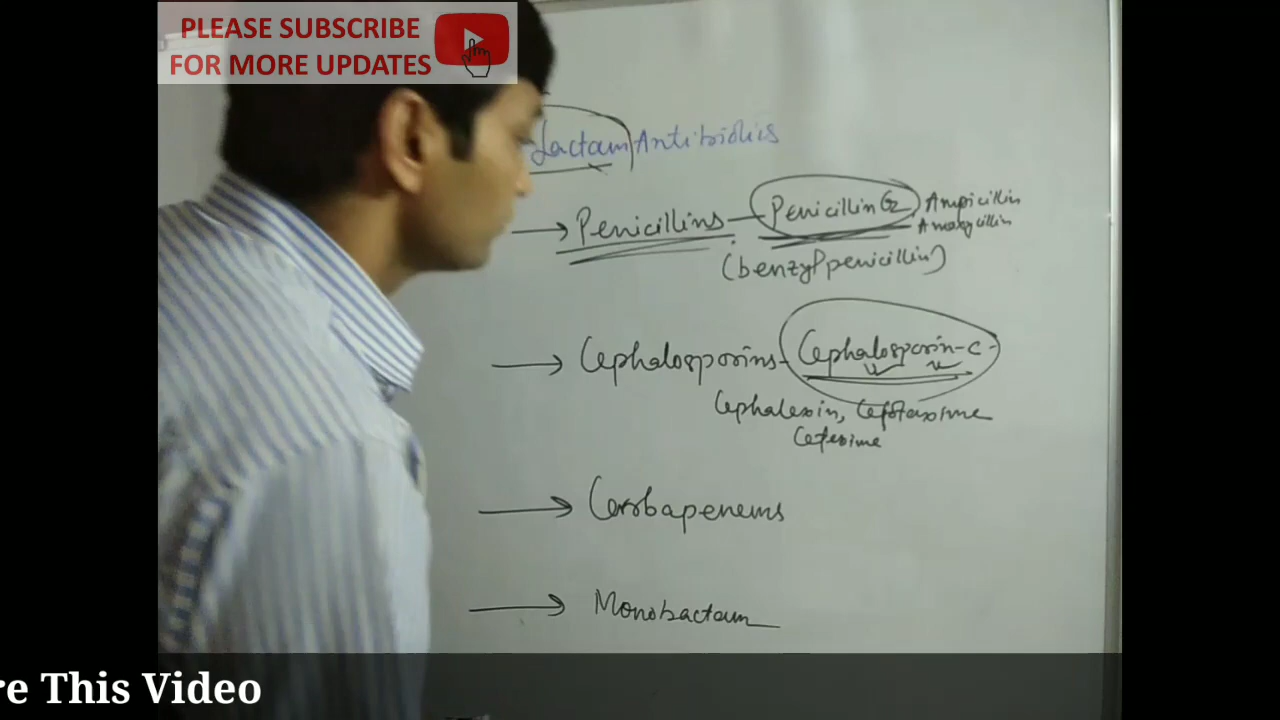 PLEASE SUBSCRIBE
FOR MORE UPDATES
Lactam Antibiotics
→ Penicillins — Penicillin G, Ampicillin
Amoxycillin
(benzylpenicillin)
→ Cephalosporins - Cephalosporin-C -
Cephalexin, Cefotaxime
Cefexime
→ Carbapenems
→ Monobactam
re This Video